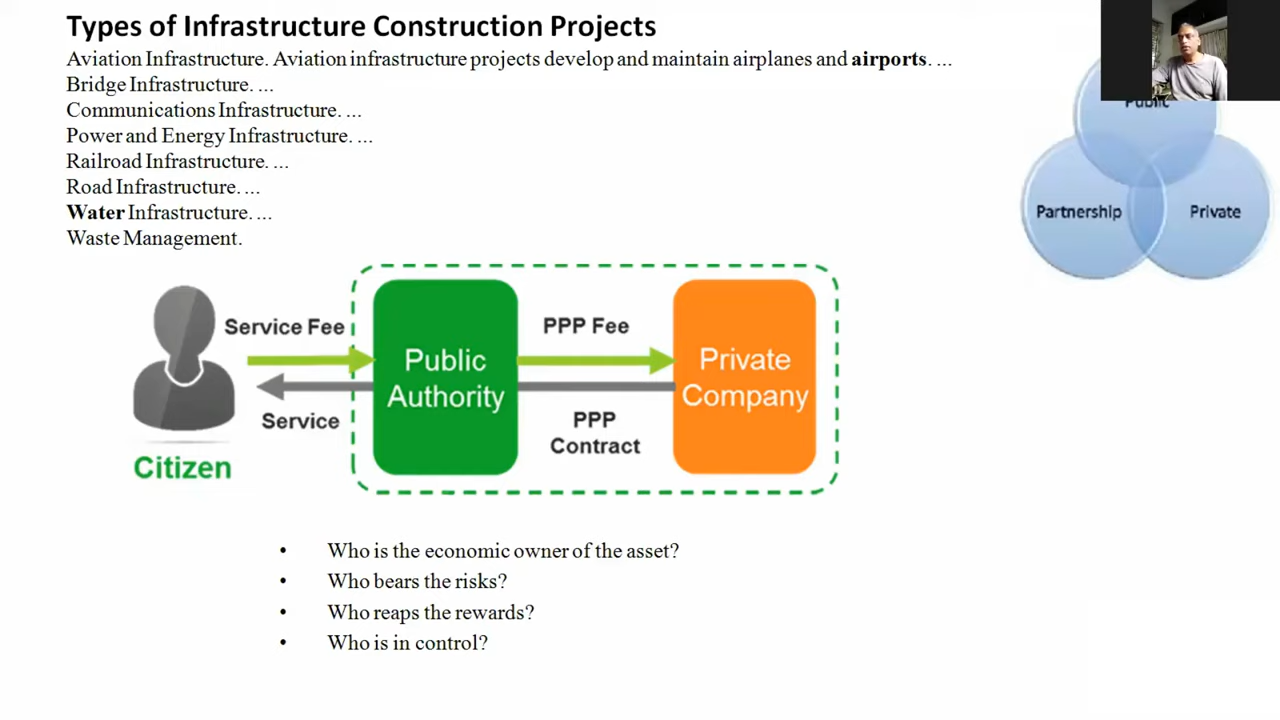 Types of Infrastructure Construction Projects
Aviation Infrastructure. Aviation infrastructure projects develop and maintain airplanes and airports. ...
Bridge Infrastructure. ...
Communications Infrastructure. ...
Power and Energy Infrastructure. ...
Railroad Infrastructure. ...
Road Infrastructure. ...
Water Infrastructure. ...
Waste Management.
Public
Partnership
Private
Service Fee
Service
Citizen
Public
Authority
PPP Fee
PPP
Contract
Private
Company
• Who is the economic owner of the asset?
• Who bears the risks?
• Who reaps the rewards?
• Who is in control?